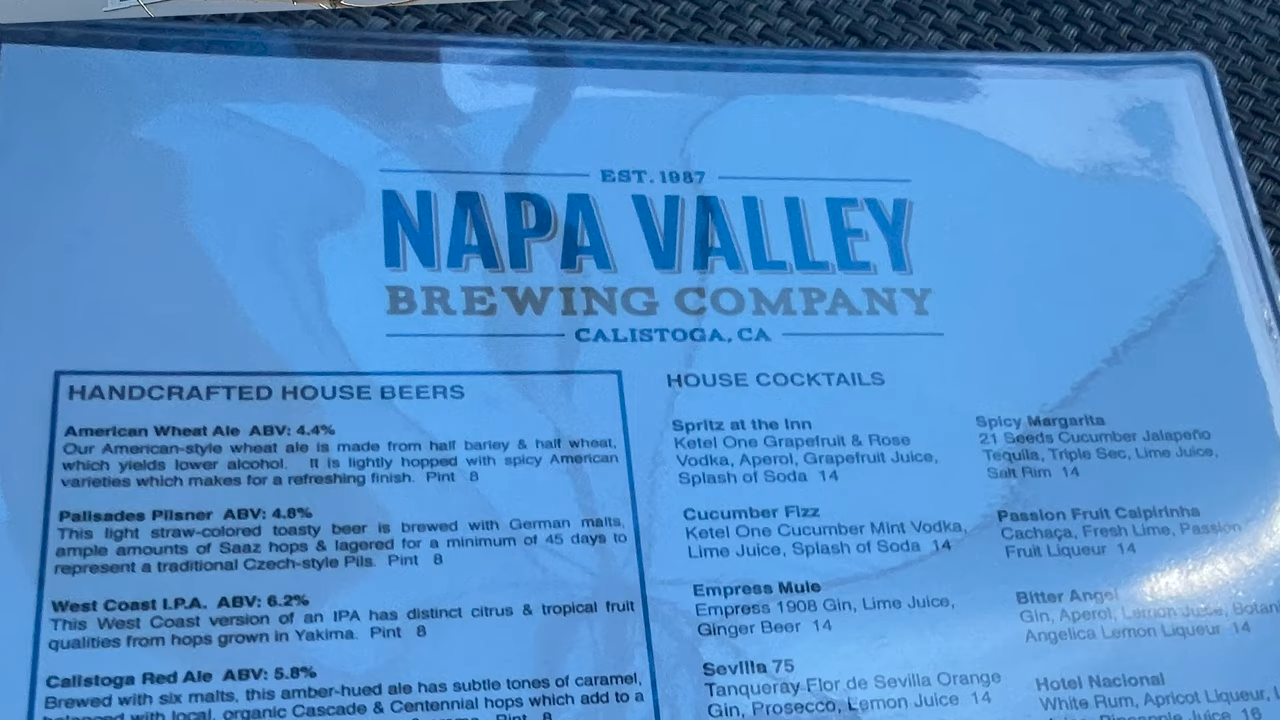 EST. 1987
NAPA VALLEY
BREWING COMPANY
CALISTOGA, CA
HANDCRAFTED HOUSE BEERS
American Wheat Ale ABV: 4.4%
Our American-style wheat ale is made from half barley & half wheat,
which yields lower alcohol. It is lightly hopped with spicy American
varieties which makes for a refreshing finish. Pint 8
Palisades Pilsner ABV: 4.8%
This light straw-colored toasty beer is brewed with German malts,
ample amounts of Saaz hops & lagered for a minimum of 45 days to
represent a traditional Czech-style Pils. Pint 8
West Coast I.P.A. ABV: 6.2%
This West Coast version of an IPA has distinct citrus & tropical fruit
qualities from hops grown in Yakima. Pint 8
Calistoga Red Ale ABV: 5.8%
Brewed with six malts, this amber-hued ale has subtle tones of caramel,
balanced with local, organic Cascade & Centennial hops which add to a
Pint 8
HOUSE COCKTAILS
Spritz at the Inn
Ketel One Grapefruit & Rose
Vodka, Aperol, Grapefruit Juice,
Splash of Soda 14
Cucumber Fizz
Ketel One Cucumber Mint Vodka,
Lime Juice, Splash of Soda 14
Empress Mule
Empress 1908 Gin, Lime Juice,
Ginger Beer 14
Sevilla 75
Tanqueray Flor de Sevilla Orange
Gin, Prosecco, Lemon Juice 14
Spicy Margarita
21 Seeds Cucumber Jalapeño
Tequila, Triple Sec, Lime Juice,
Salt Rim 14
Passion Fruit Caipirinha
Cachaça, Fresh Lime, Passion
Fruit Liqueur 14
Bitter Angel
Gin, Aperol, Lemon Juice, Botan
Angelica Lemon Liqueur 14
Hotel Nacional
White Rum, Apricot Liqueur,
Pineapple Juice 16